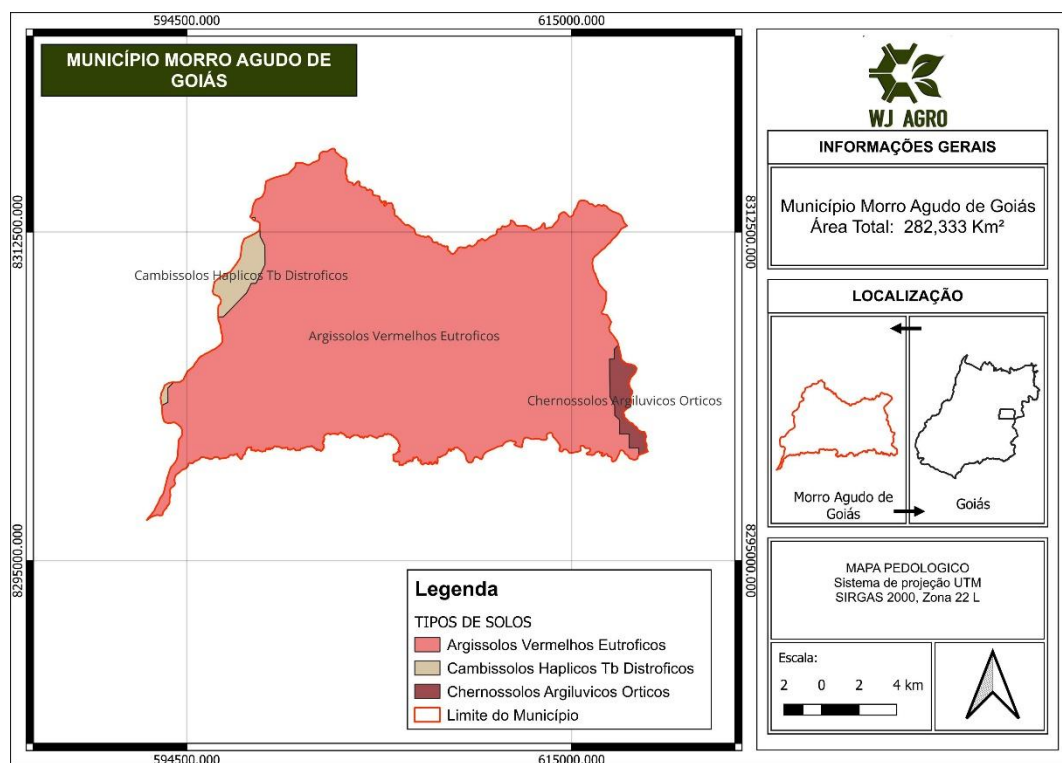 594500.000
615000.000
MUNICÍPIO MORRO AGUDO DE
GOIÁS
8312500.000
8312500.000
Cambissolos Haplicos Tb Distroficos
Argissolos Vermelhos Eutroficos
Chernossolos Argiluvicos Orticos
8295000.000
8295000.000
Legenda
TIPOS DE SOLOS
Argissolos Vermelhos Eutroficos
Cambissolos Haplicos Tb Distroficos
Chernossolos Argiluvicos Orticos
Limite do Município
594500.000
615000.000
WJ AGRO
INFORMAÇÕES GERAIS
Município Morro Agudo de Goiás
Área Total: 282,333 Km²
LOCALIZAÇÃO
Morro Agudo de
Goiás
Goiás
MAPA PEDOLOGICO
Sistema de projeção UTM
SIRGAS 2000, Zona 22 L
Escala:
2 0 2 4 km